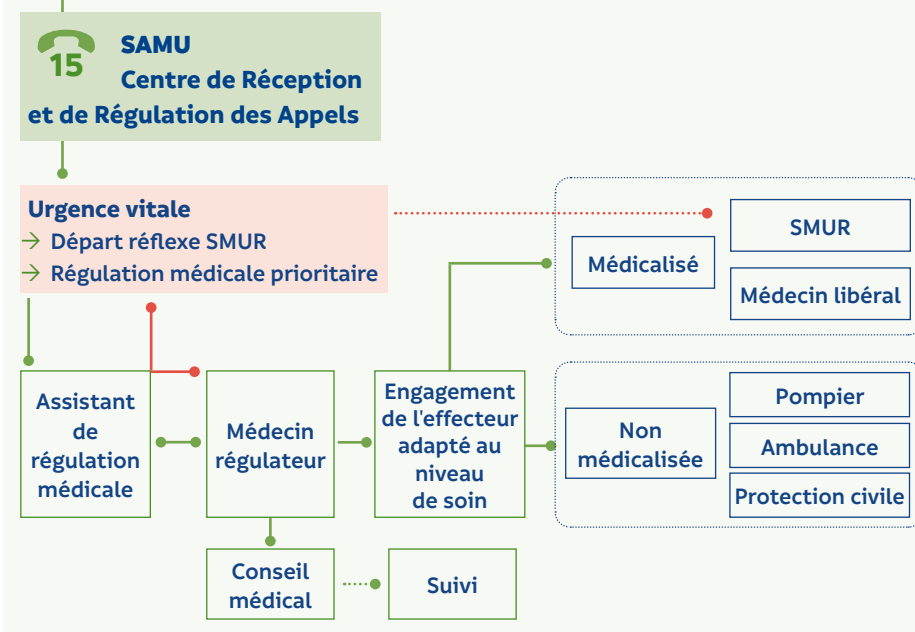 15
SAMU
Centre de Réception
et de Régulation des Appels
Urgence vitale
→ Départ réflexe SMUR
→ Régulation médicale prioritaire
Médicalisé
SMUR
Médecin libéral
Assistant
de
régulation
médicale
Médecin
régulateur
Engagement
de l'effecteur
adapté au
niveau
de soin
Non
médicalisée
Pompier
Ambulance
Protection civile
Conseil
médical
Suivi